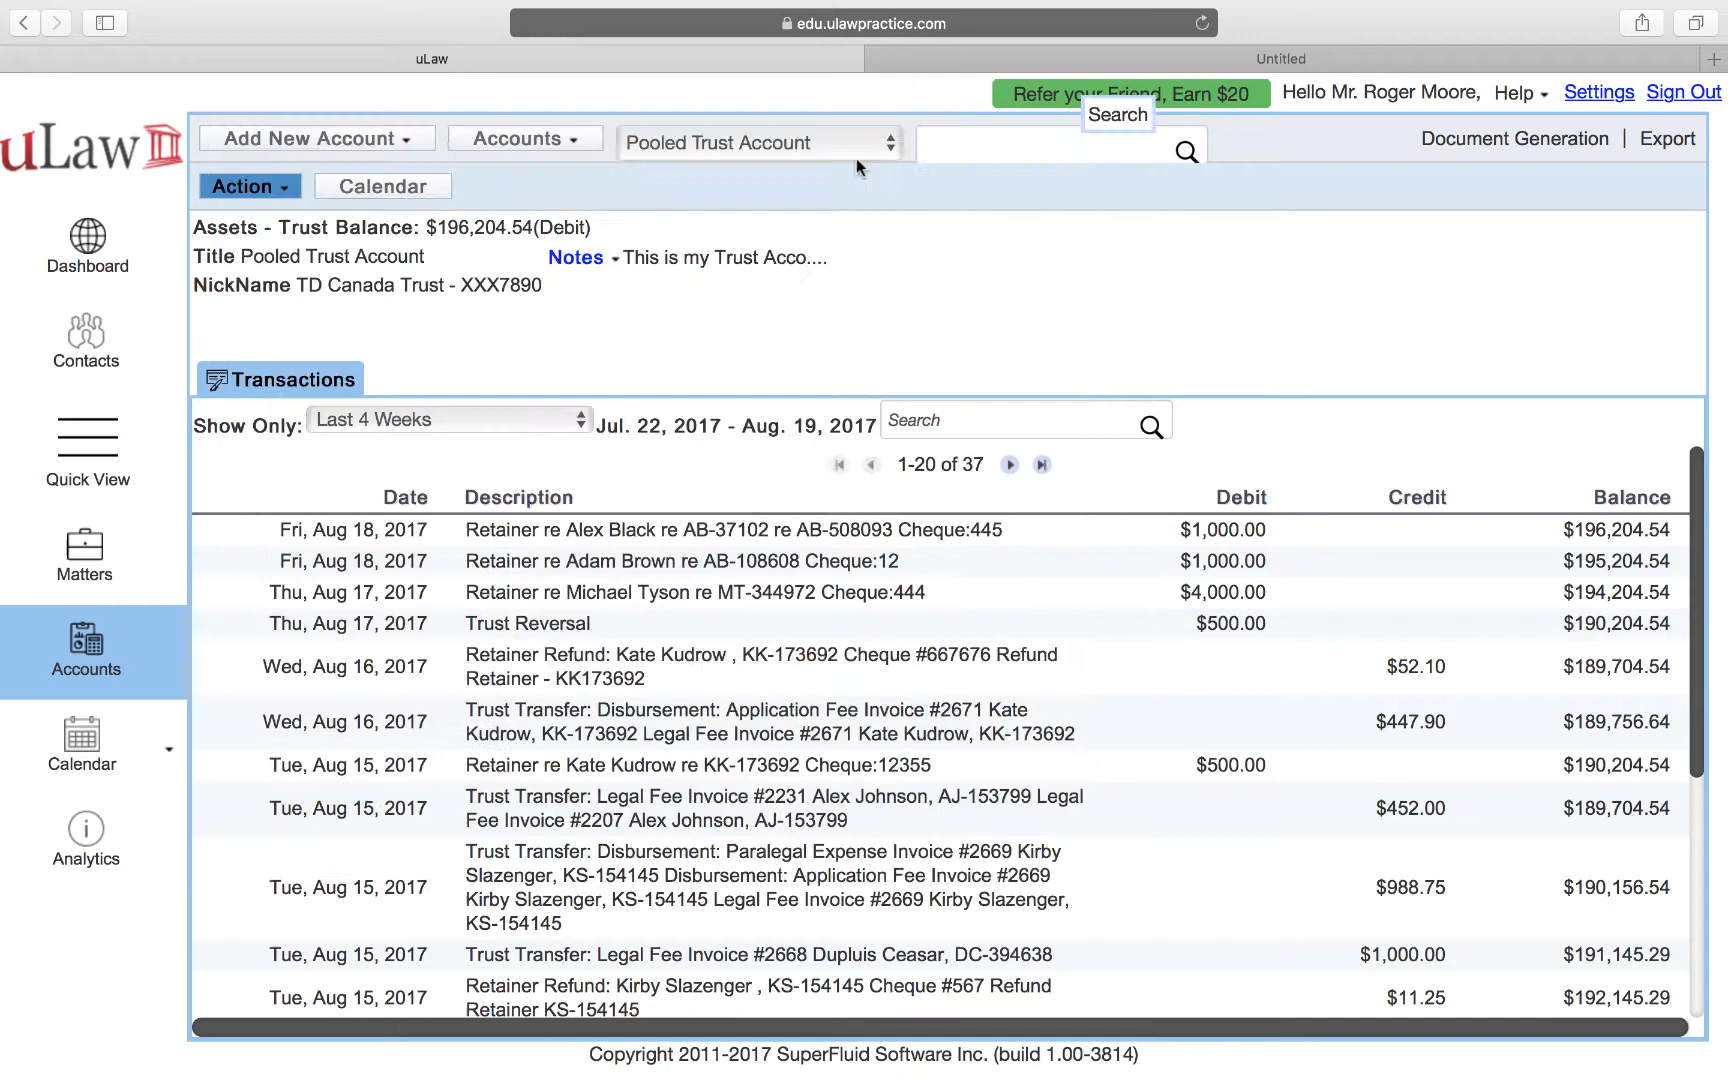 edu.ulawpractice.com
uLaw
Untitled
Refer your Friend, Earn $20
Hello Mr. Roger Moore,
Help
Settings
Sign Out
Search
uLaw
Add New Account
Accounts
Pooled Trust Account
Document Generation | Export
Action
Calendar
Assets - Trust Balance: $196,204.54(Debit)
Title Pooled Trust Account
Notes
This is my Trust Acco....
NickName TD Canada Trust - XXX7890
Dashboard
Contacts
Quick View
Matters
Accounts
Calendar
Analytics
Transactions
Show Only: Last 4 Weeks Jul. 22, 2017 - Aug. 19, 2017 Search
1-20 of 37
Date Description Debit Credit Balance
Fri, Aug 18, 2017 Retainer re Alex Black re AB-37102 re AB-508093 Cheque:445 $1,000.00 $196,204.54
Fri, Aug 18, 2017 Retainer re Adam Brown re AB-108608 Cheque:12 $1,000.00 $195,204.54
Thu, Aug 17, 2017 Retainer re Michael Tyson re MT-344972 Cheque:444 $4,000.00 $194,204.54
Thu, Aug 17, 2017 Trust Reversal $500.00 $190,204.54
Wed, Aug 16, 2017 Retainer Refund: Kate Kudrow , KK-173692 Cheque #667676 Refund
Retainer - KK173692 $52.10 $189,704.54
Wed, Aug 16, 2017 Trust Transfer: Disbursement: Application Fee Invoice #2671 Kate
Kudrow, KK-173692 Legal Fee Invoice #2671 Kate Kudrow, KK-173692 $447.90 $189,756.64
Tue, Aug 15, 2017 Retainer re Kate Kudrow re KK-173692 Cheque:12355 $500.00 $190,204.54
Tue, Aug 15, 2017 Trust Transfer: Legal Fee Invoice #2231 Alex Johnson, AJ-153799 Legal
Fee Invoice #2207 Alex Johnson, AJ-153799 $452.00 $189,704.54
Tue, Aug 15, 2017 Trust Transfer: Disbursement: Paralegal Expense Invoice #2669 Kirby
Slazenger, KS-154145 Disbursement: Application Fee Invoice #2669
Kirby Slazenger, KS-154145 Legal Fee Invoice #2669 Kirby Slazenger,
KS-154145 $988.75 $190,156.54
Tue, Aug 15, 2017 Trust Transfer: Legal Fee Invoice #2668 Dupluis Ceasar, DC-394638 $1,000.00 $191,145.29
Tue, Aug 15, 2017 Retainer Refund: Kirby Slazenger , KS-154145 Cheque #567 Refund
Retainer KS-154145 $11.25 $192,145.29
Copyright 2011-2017 SuperFluid Software Inc. (build 1.00-3814)